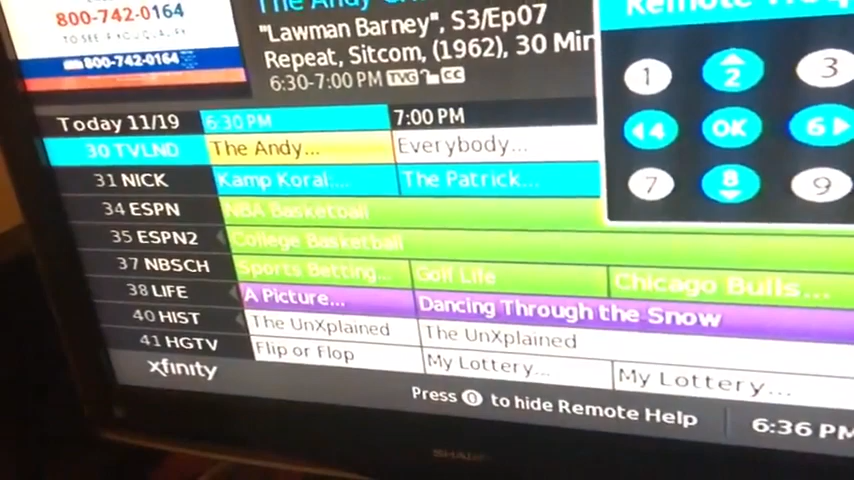 800-742-0164
800-742-0164
The Andy
"Lawman Barney", S3/Ep07
Repeat, Sitcom, (1962), 30 Min
6:30-7:00 PM TVG CC
Remote
1 2 3
4 OK 6
7 8 9
Today 11/19 6:30 PM 7:00 PM
30 TVLND The Andy... Everybody...
31 NICK Kamp Koral:... The Patrick...
34 ESPN NBA Basketball
35 ESPN2 College Basketball
37 NBSCH Sports Betting... Golf Life Chicago Bulls...
38 LIFE A Picture... Dancing Through the Snow
40 HIST The UnXplained The UnXplained
41 HGTV Flip or Flop My Lottery... My Lottery...
xfinity
Press 0 to hide Remote Help 6:36 PM
SHARP